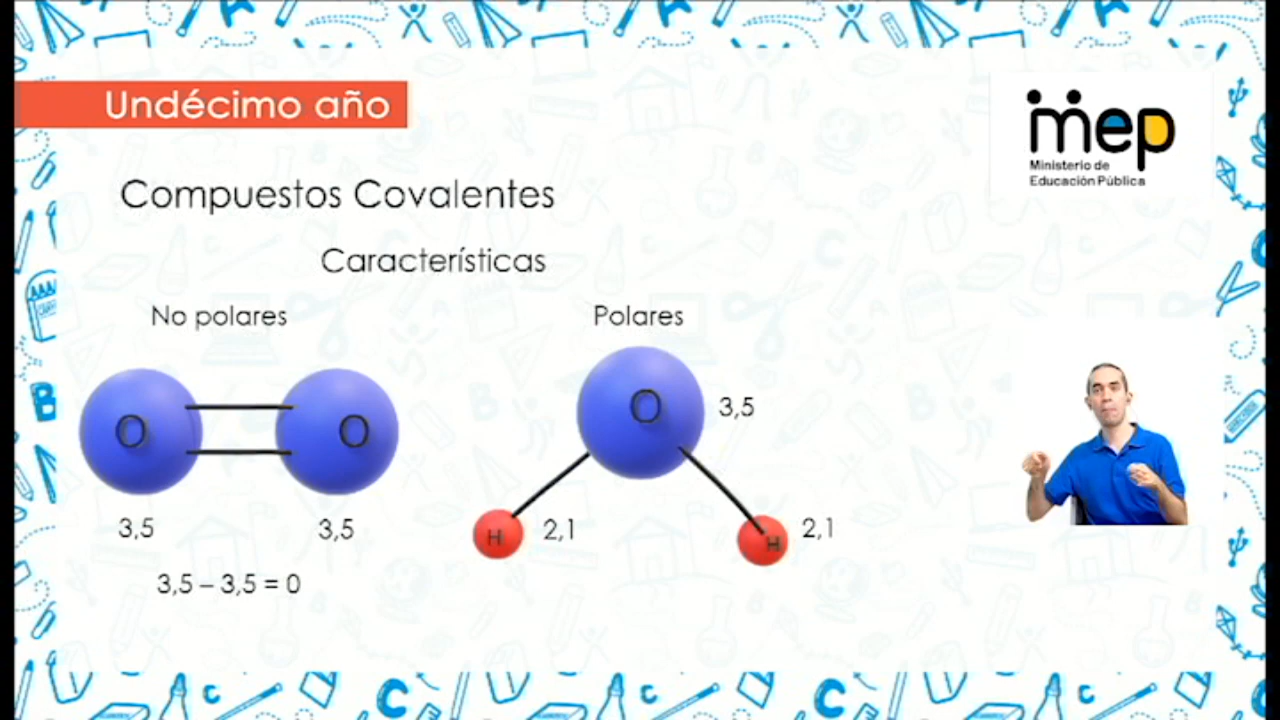 Undécimo año
mep
Ministerio de
Educación Pública
Compuestos Covalentes
Características
No polares
Polares
O
O
O
3,5
3,5
3,5
H
2,1
H
2,1
3,5 – 3,5 = 0